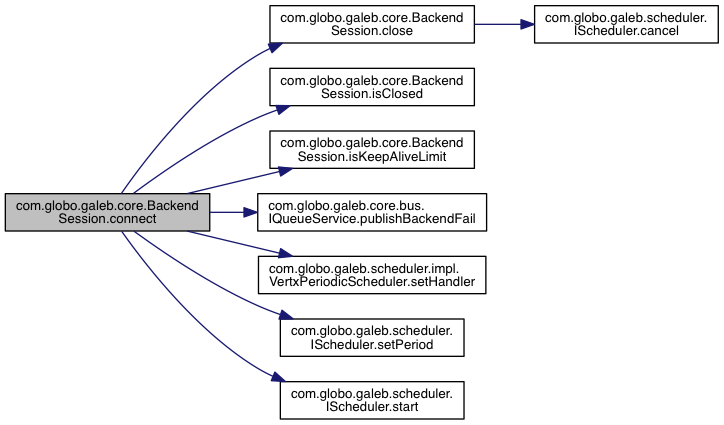 com.globo.galeb.core.Backend
Session.close
com.globo.galeb.scheduler.
IScheduler.cancel
com.globo.galeb.core.Backend
Session.isClosed
com.globo.galeb.core.Backend
Session.isKeepAliveLimit
com.globo.galeb.core.Backend
Session.connect
com.globo.galeb.core.bus.
IQueueService.publishBackendFail
com.globo.galeb.scheduler.impl.
VertxPeriodicScheduler.setHandler
com.globo.galeb.scheduler.
IScheduler.setPeriod
com.globo.galeb.scheduler.
IScheduler.start